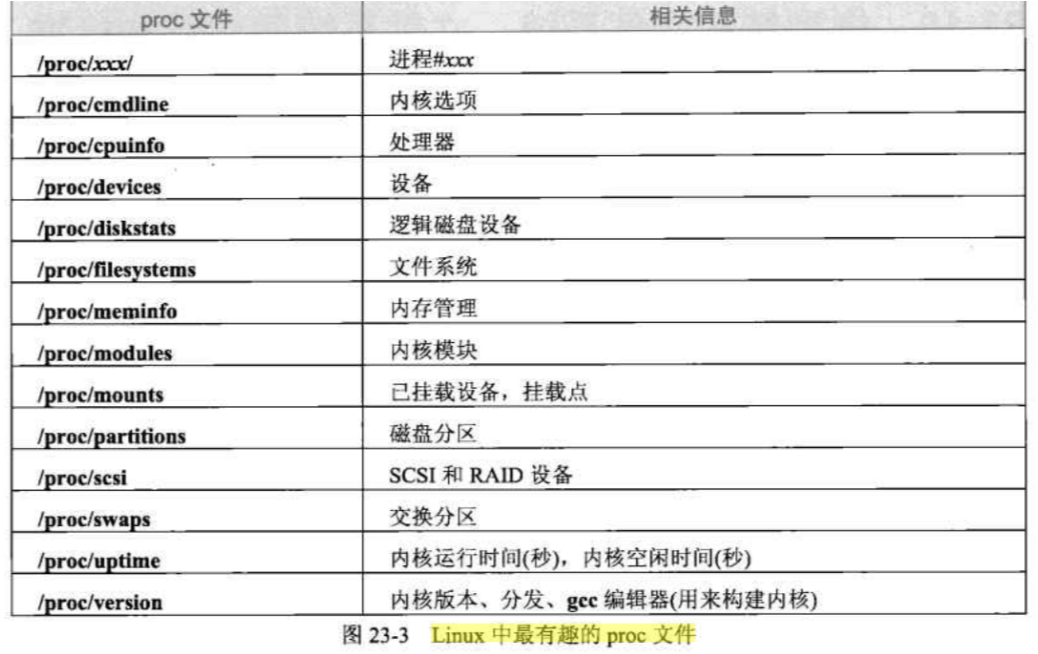 proc 文件 相关信息
/proc/xxx/ 进程#xxx
/proc/cmdline 内核选项
/proc/cpuinfo 处理器
/proc/devices 设备
/proc/diskstats 逻辑磁盘设备
/proc/filesystems 文件系统
/proc/meminfo 内存管理
/proc/modules 内核模块
/proc/mounts 已挂载设备，挂载点
/proc/partitions 磁盘分区
/proc/scsi SCSI 和 RAID 设备
/proc/swaps 交换分区
/proc/uptime 内核运行时间(秒)，内核空闲时间(秒)
/proc/version 内核版本、分发、gcc 编辑器(用来构建内核)
图 23-3 Linux 中最有趣的 proc 文件